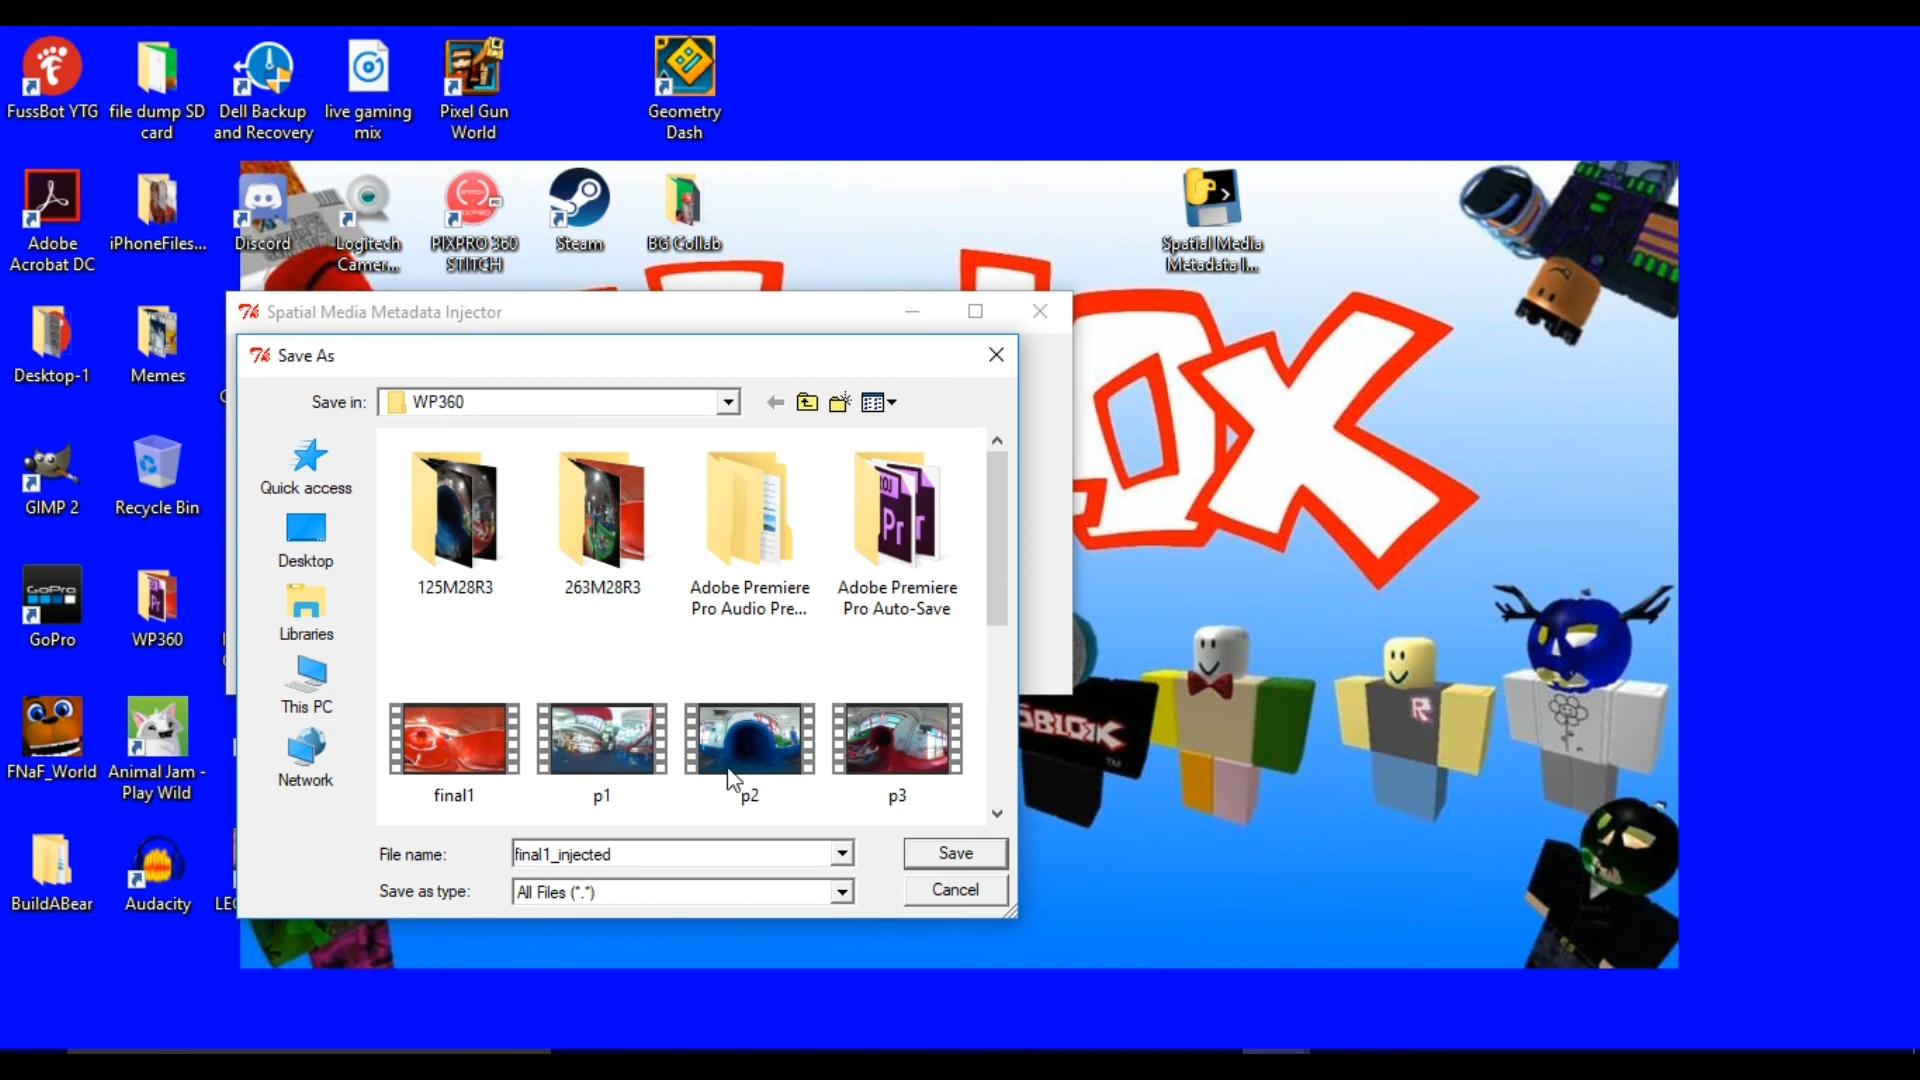 FussBot YTG
file dump SD
card
Dell Backup
and Recovery
live gaming
mix
Pixel Gun
World
Geometry
Dash
Adobe
Acrobat DC
iPhoneFiles...
Discord
Logitech
Camer...
PIXPRO 360
STITCH
Steam
BG Collab
Spatial Media
Metadata I...
Spatial Media Metadata Injector
Save As
Desktop-1
Memes
Save in:
WP360
Quick access
Desktop
Libraries
This PC
Network
125M28R3
263M28R3
Adobe Premiere
Pro Audio Pre...
Adobe Premiere
Pro Auto-Save
Pr
GIMP 2
Recycle Bin
GoPro
GoPro
WP360
FNaF_World
Animal Jam -
Play Wild
final1
p1
p2
p3
File name:
final1_injected
Save
Save as type:
All Files (*.*)
Cancel
BuildABear
Audacity
OX
R